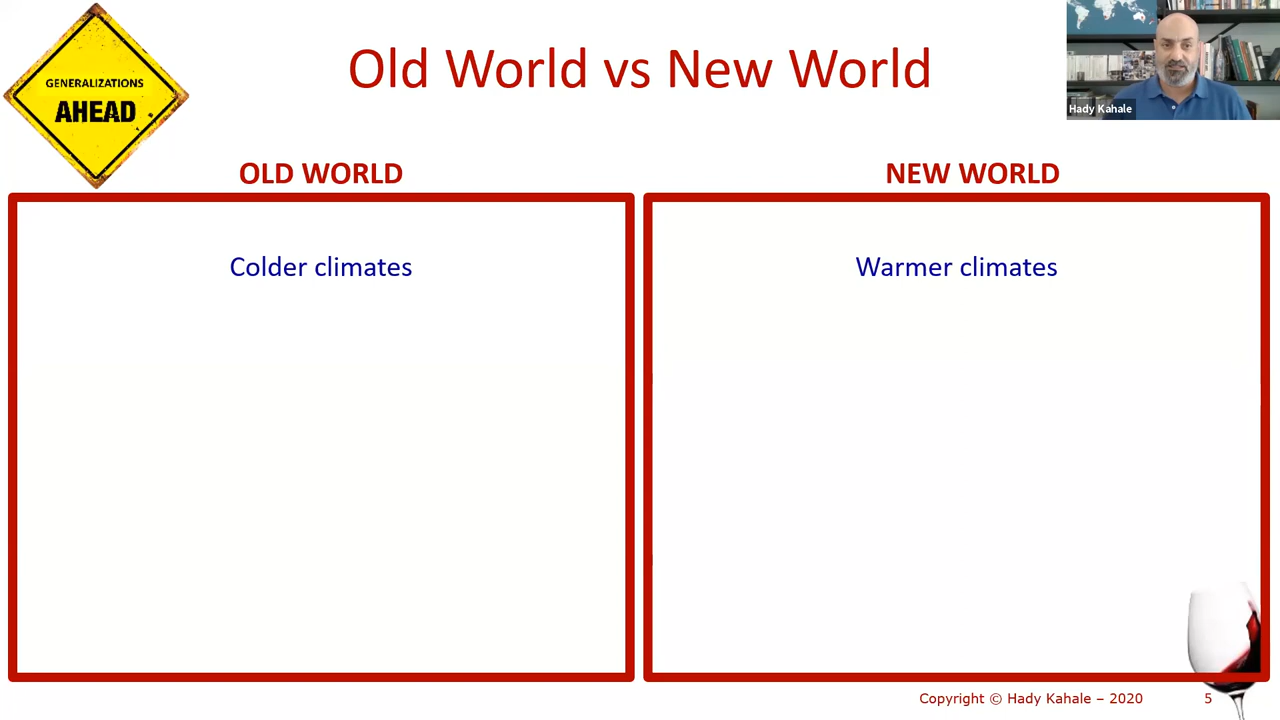 GENERALIZATIONS
AHEAD
Old World vs New World
Hady Kahale
OLD WORLD
NEW WORLD
Colder climates
Warmer climates
Copyright © Hady Kahale – 2020
5